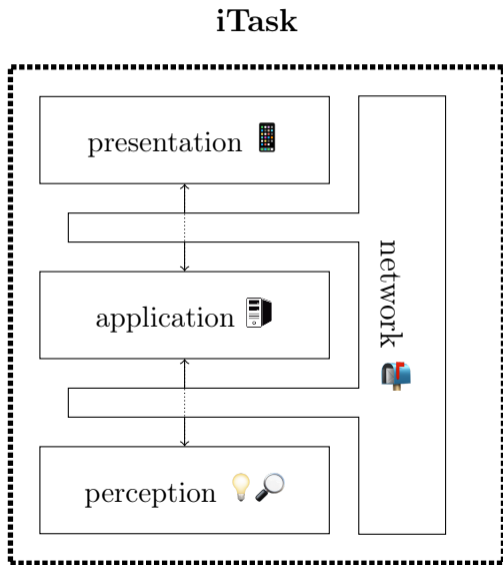 iTask
presentation 📱
application 🖥
network 📬
perception 💡🔎